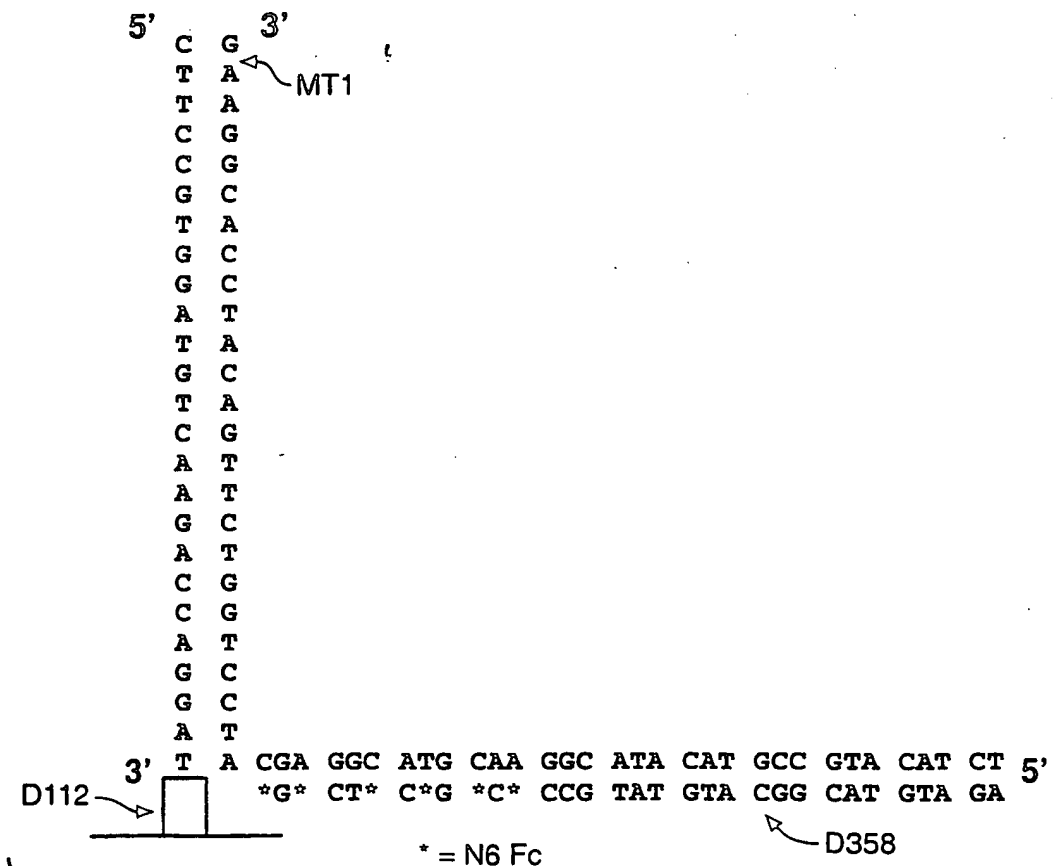 5' 3'
C G
T A
MT1
T A
C G
C G
G C
T A
G C
G C
A T
T A
G C
T A
C G
A T
A T
G C
A T
C G
C G
A T
G C
G C
A T
3' T A CGA GGC ATG CAA GGC ATA CAT GCC GTA CAT CT 5'
D112 *G* CT* C*G *C* CCG TAT GTA CGG CAT GTA GA
D358
* = N6 Fc